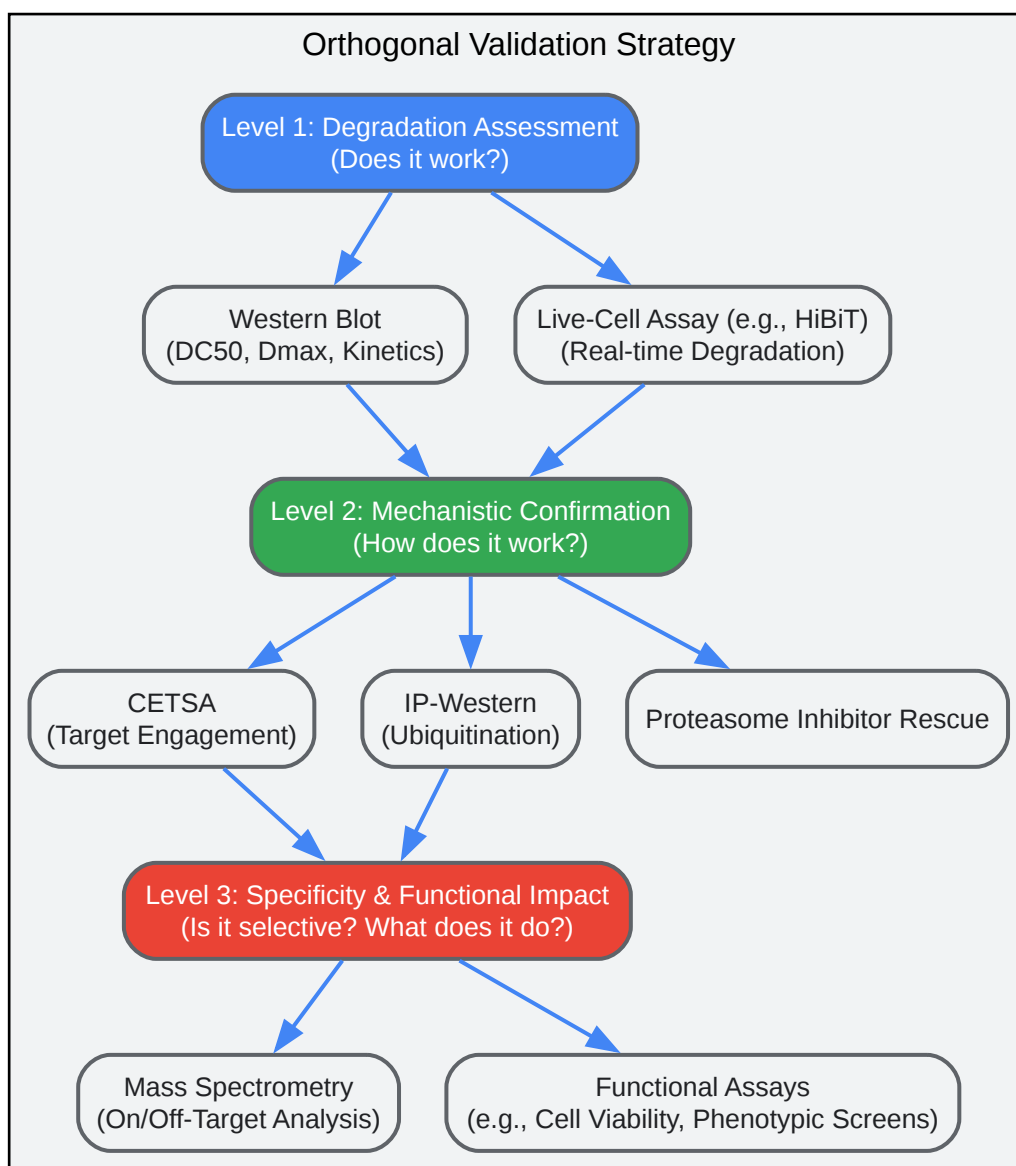 Orthogonal Validation Strategy
Level 1: Degradation Assessment
(Does it work?)
Western Blot
(DC50, Dmax, Kinetics)
Live-Cell Assay (e.g., HiBiT)
(Real-time Degradation)
Level 2: Mechanistic Confirmation
(How does it work?)
CETSA
(Target Engagement)
IP-Western
(Ubiquitination)
Proteasome Inhibitor Rescue
Level 3: Specificity & Functional Impact
(Is it selective? What does it do?)
Mass Spectrometry
(On/Off-Target Analysis)
Functional Assays
(e.g., Cell Viability, Phenotypic Screens)